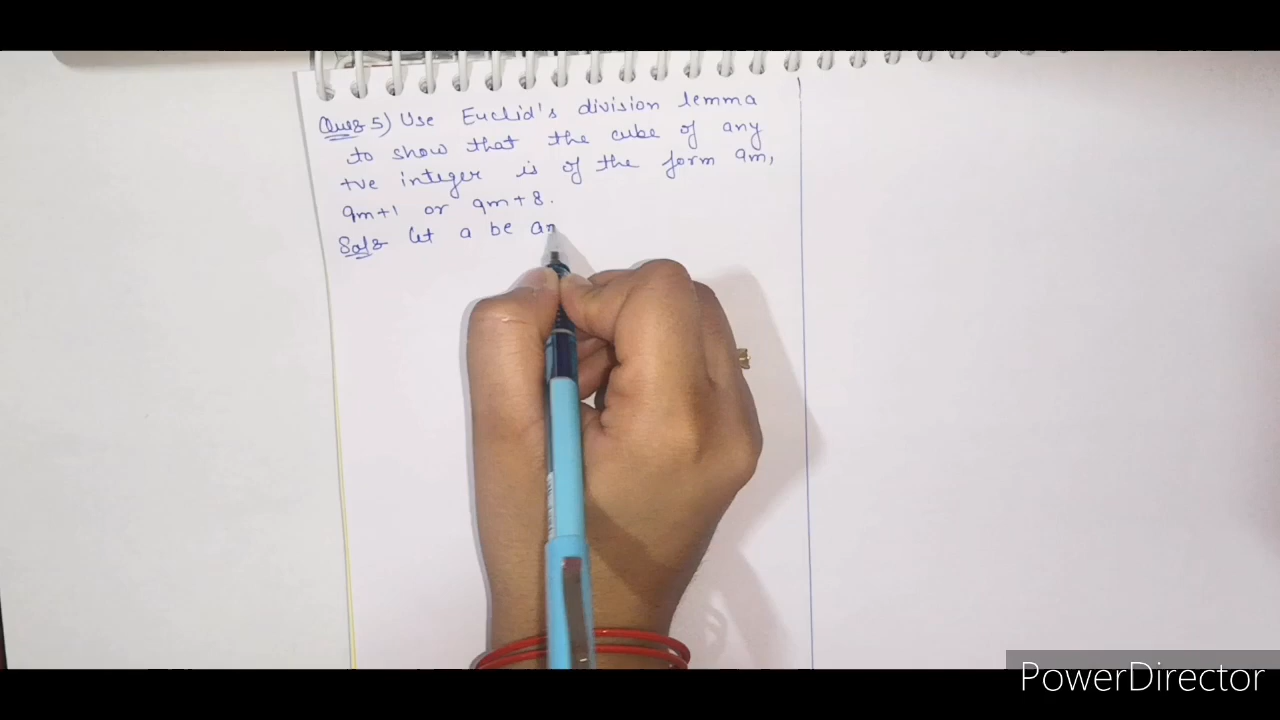 Ques 5) Use Euclid's division lemma
to show that the cube of any
+ve integer is of the form 9m,
9m+1 or 9m+8.
Sol: let a be an
PowerDirector